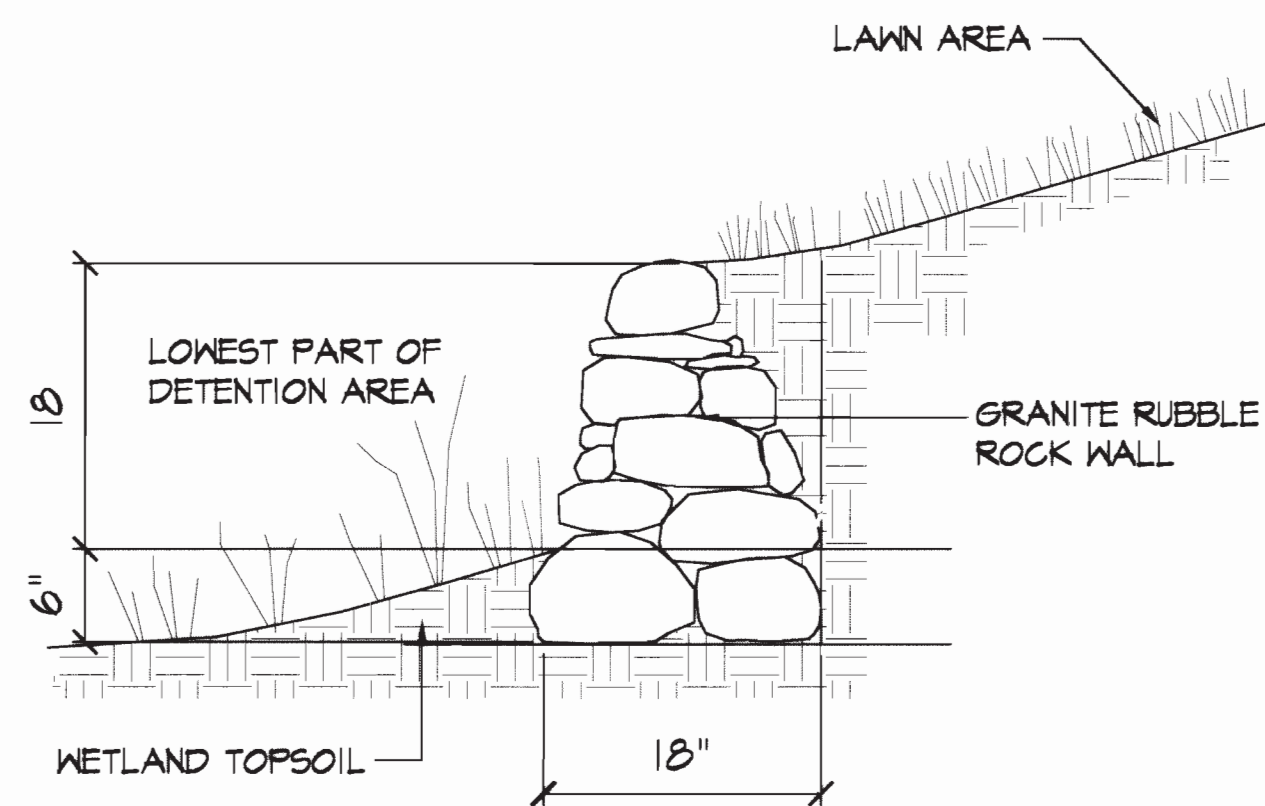 LAWN AREA
LOWEST PART OF
DETENTION AREA
18
GRANITE RUBBLE
ROCK WALL
6"
WETLAND TOPSOIL
18"